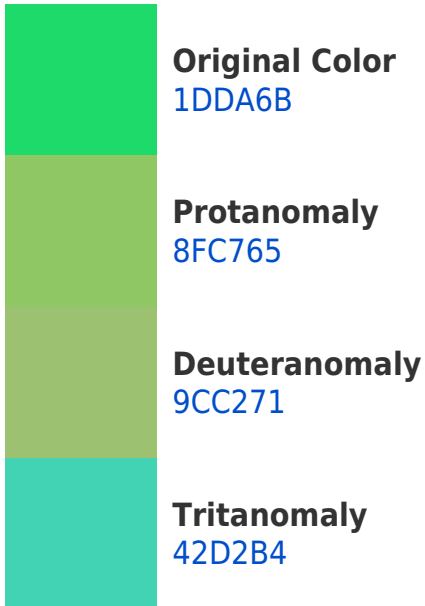 Original Color
1DDA6B
Protanomaly
8FC765
Deuteranomaly
9CC271
Tritanomaly
42D2B4